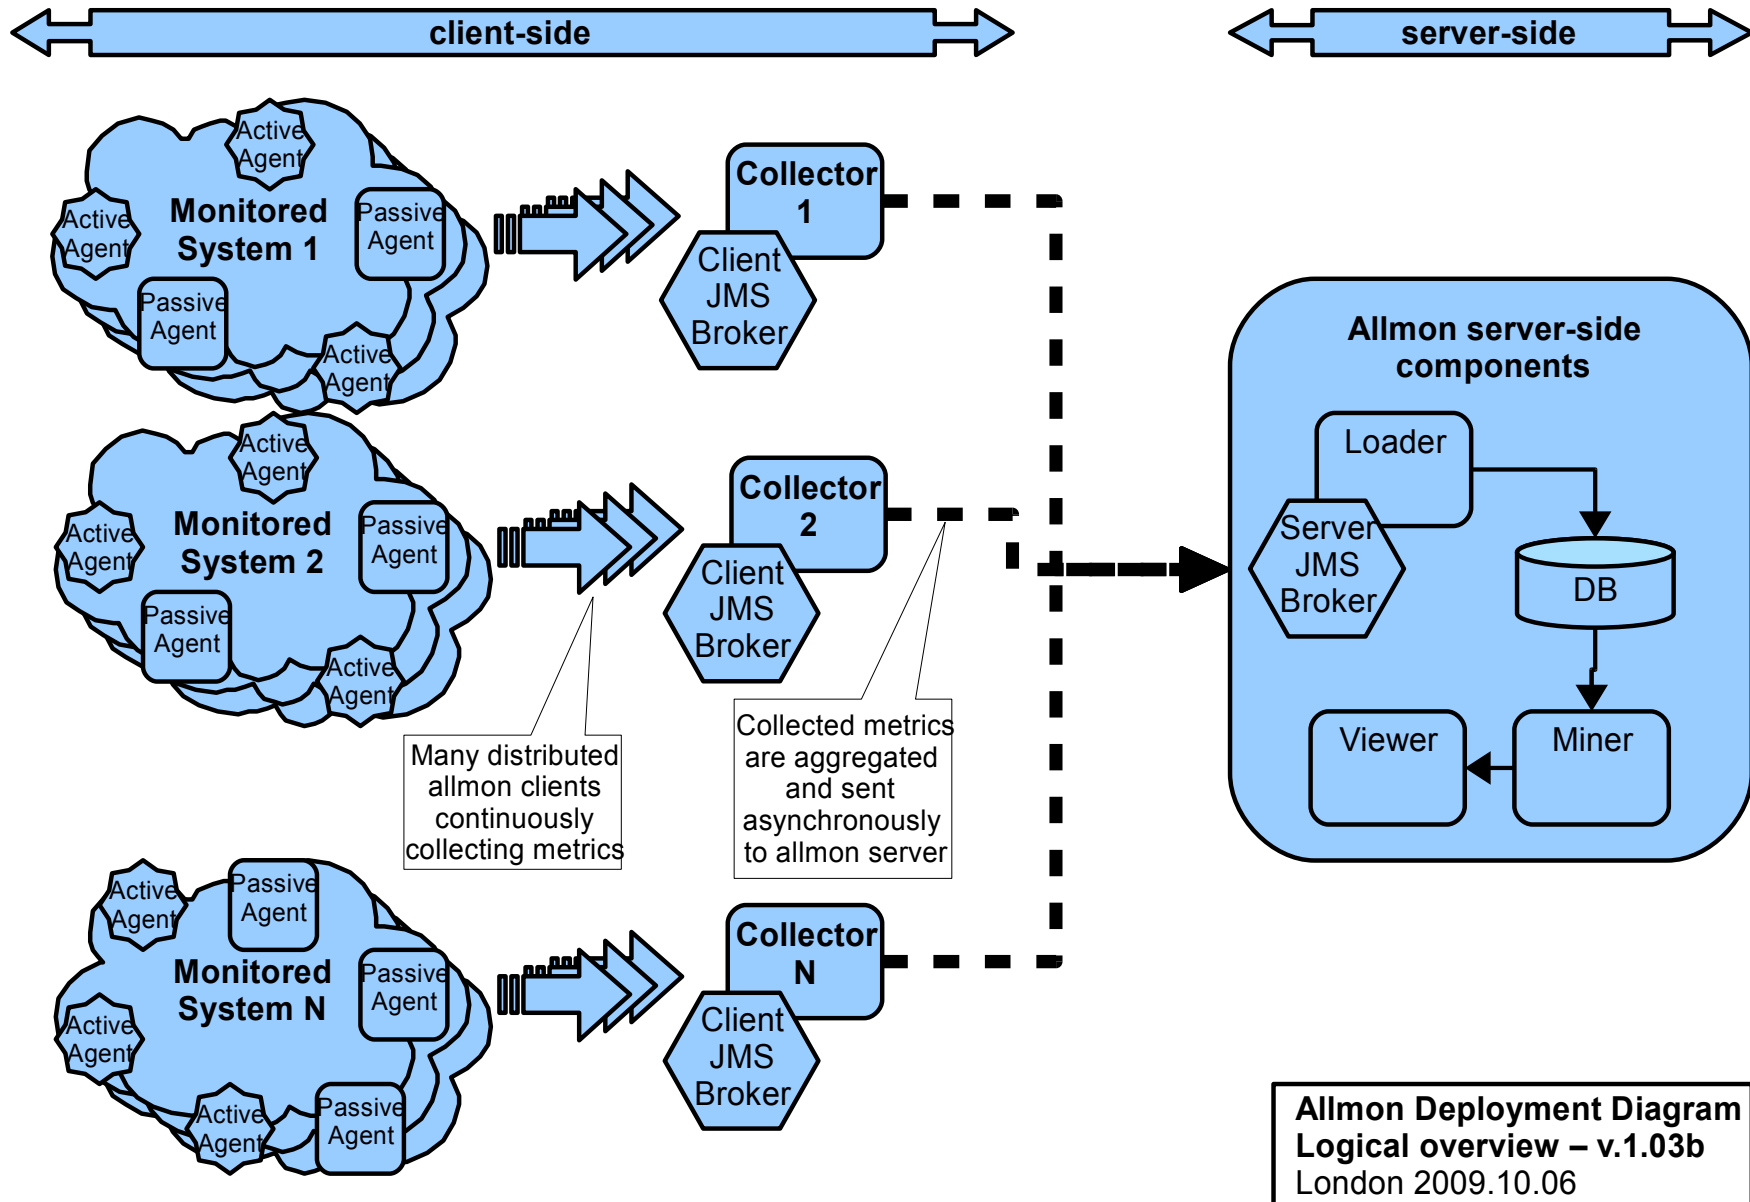 client-side
server-side
Active
Agent
Active
Agent
Monitored
System 1
Passive
Agent
Passive
Agent
Active
Agent
Collector
1
Client
JMS
Broker
Active
Agent
Active
Agent
Monitored
System 2
Passive
Agent
Passive
Agent
Active
Agent
Collector
2
Client
JMS
Broker
Many distributed
allmon clients
continuously
collecting metrics
Collected metrics
are aggregated
and sent
asynchronously
to allmon server
Active
Agent
Passive
Agent
Monitored
System N
Passive
Agent
Active
Agent
Active
Agent
Passive
Agent
Collector
N
Client
JMS
Broker
Allmon server-side
components
Loader
Server
JMS
Broker
DB
Viewer
Miner
Allmon Deployment Diagram
Logical overview – v.1.03b
London 2009.10.06